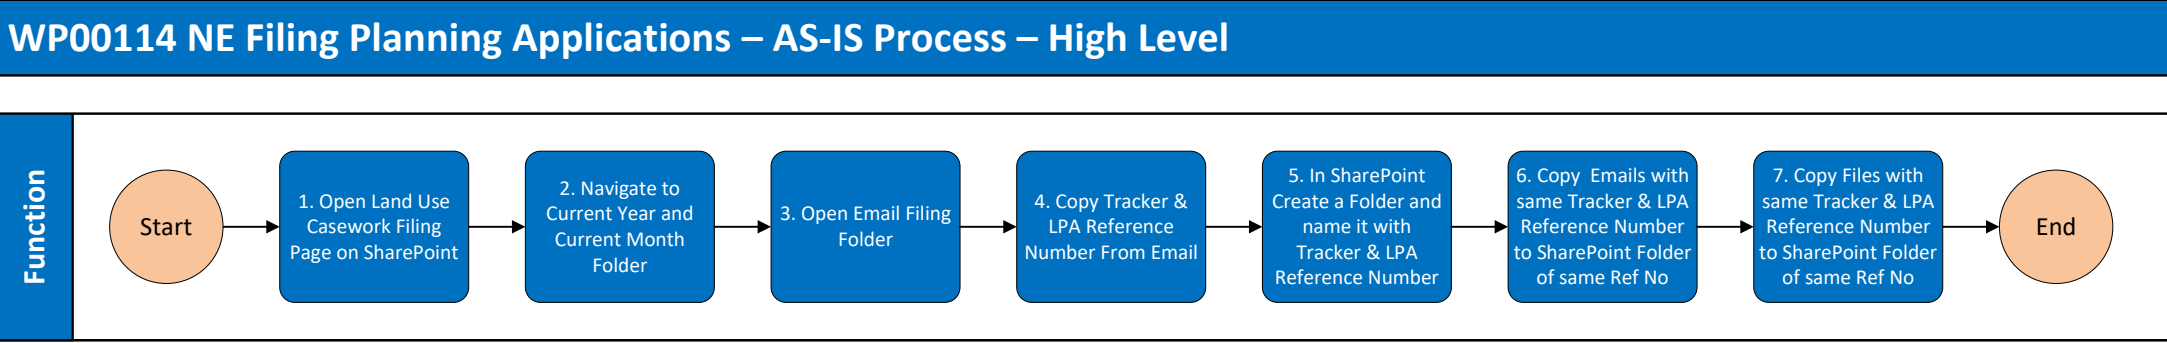 WP00114 NE Filing Planning Applications – AS-IS Process – High Level
Function
Start
1. Open Land Use
Casework Filing
Page on SharePoint
2. Navigate to
Current Year and
Current Month
Folder
3. Open Email Filing
Folder
4. Copy Tracker &
LPA Reference
Number From Email
5. In SharePoint
Create a Folder and
name it with
Tracker & LPA
Reference Number
6. Copy  Emails with
same Tracker & LPA
Reference Number
to SharePoint Folder
of same Ref No
7. Copy Files with
same Tracker & LPA
Reference Number
to SharePoint Folder
of same Ref No
End